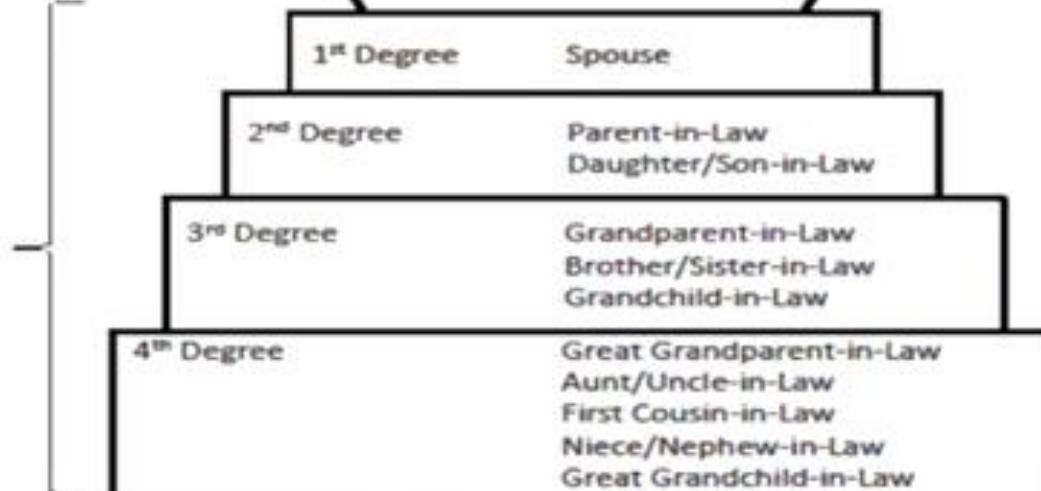 1st Degree Spouse
2nd Degree Parent-in-Law
Daughter/Son-in-Law
3rd Degree Grandparent-in-Law
Brother/Sister-in-Law
Grandchild-in-Law
4th Degree Great Grandparent-in-Law
Aunt/Uncle-in-Law
First Cousin-in-Law
Niece/Nephew-in-Law
Great Grandchild-in-Law